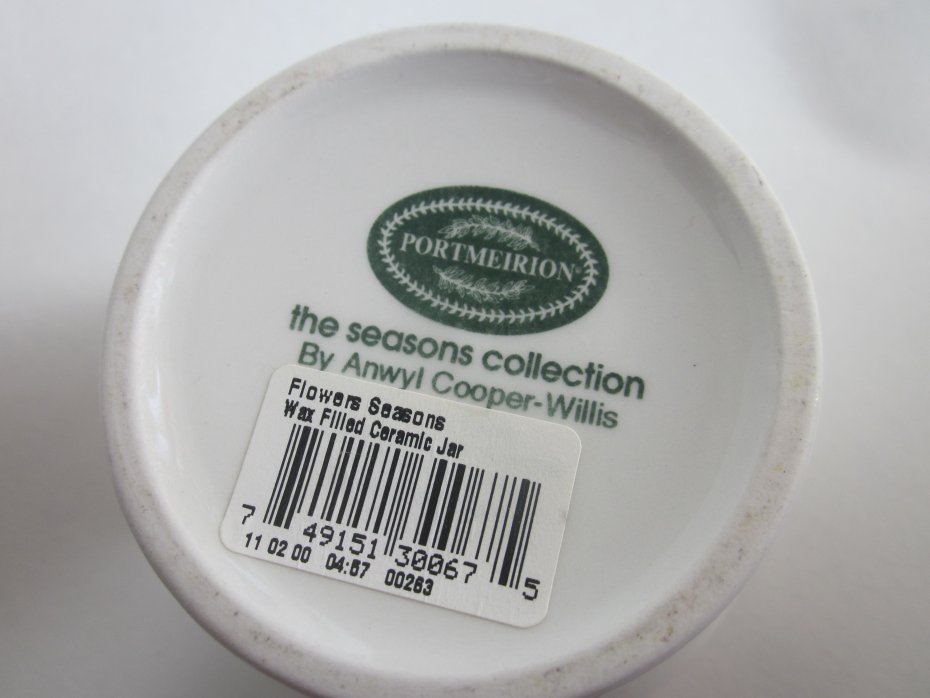 PORTMEIRION®
the seasons collection
By Anwyl Cooper-Willis
Flowers Seasons
Wax Filled Ceramic Jar
7 49151 30067 5
11 02 00 04:57 00263